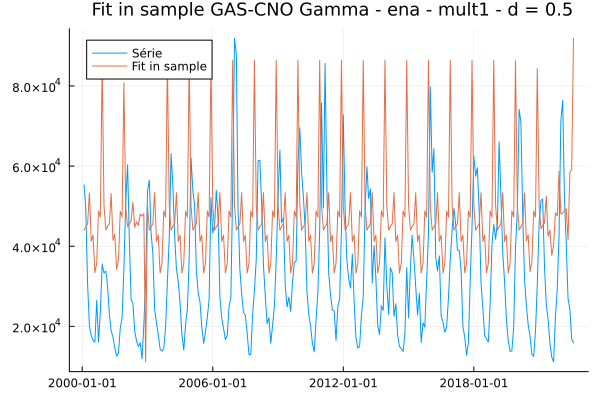 Fit in sample GAS-CNO Gamma - ena - mult1 - d = 0.5
Série
Fit in sample
8.0×10⁴
6.0×10⁴
4.0×10⁴
2.0×10⁴
2000-01-01 2006-01-01 2012-01-01 2018-01-01